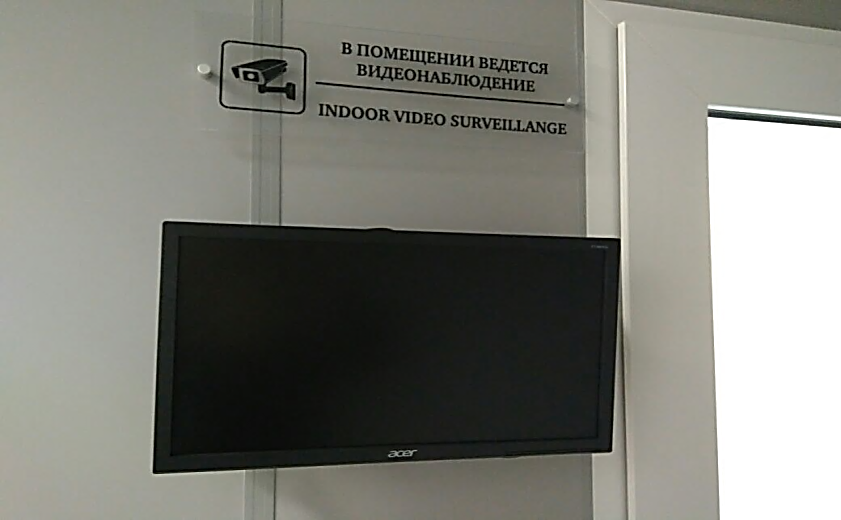 В ПОМЕЩЕНИИ ВЕДЕТСЯ
ВИДЕОНАБЛЮДЕНИЕ
INDOOR VIDEO SURVEILLANGE
acer